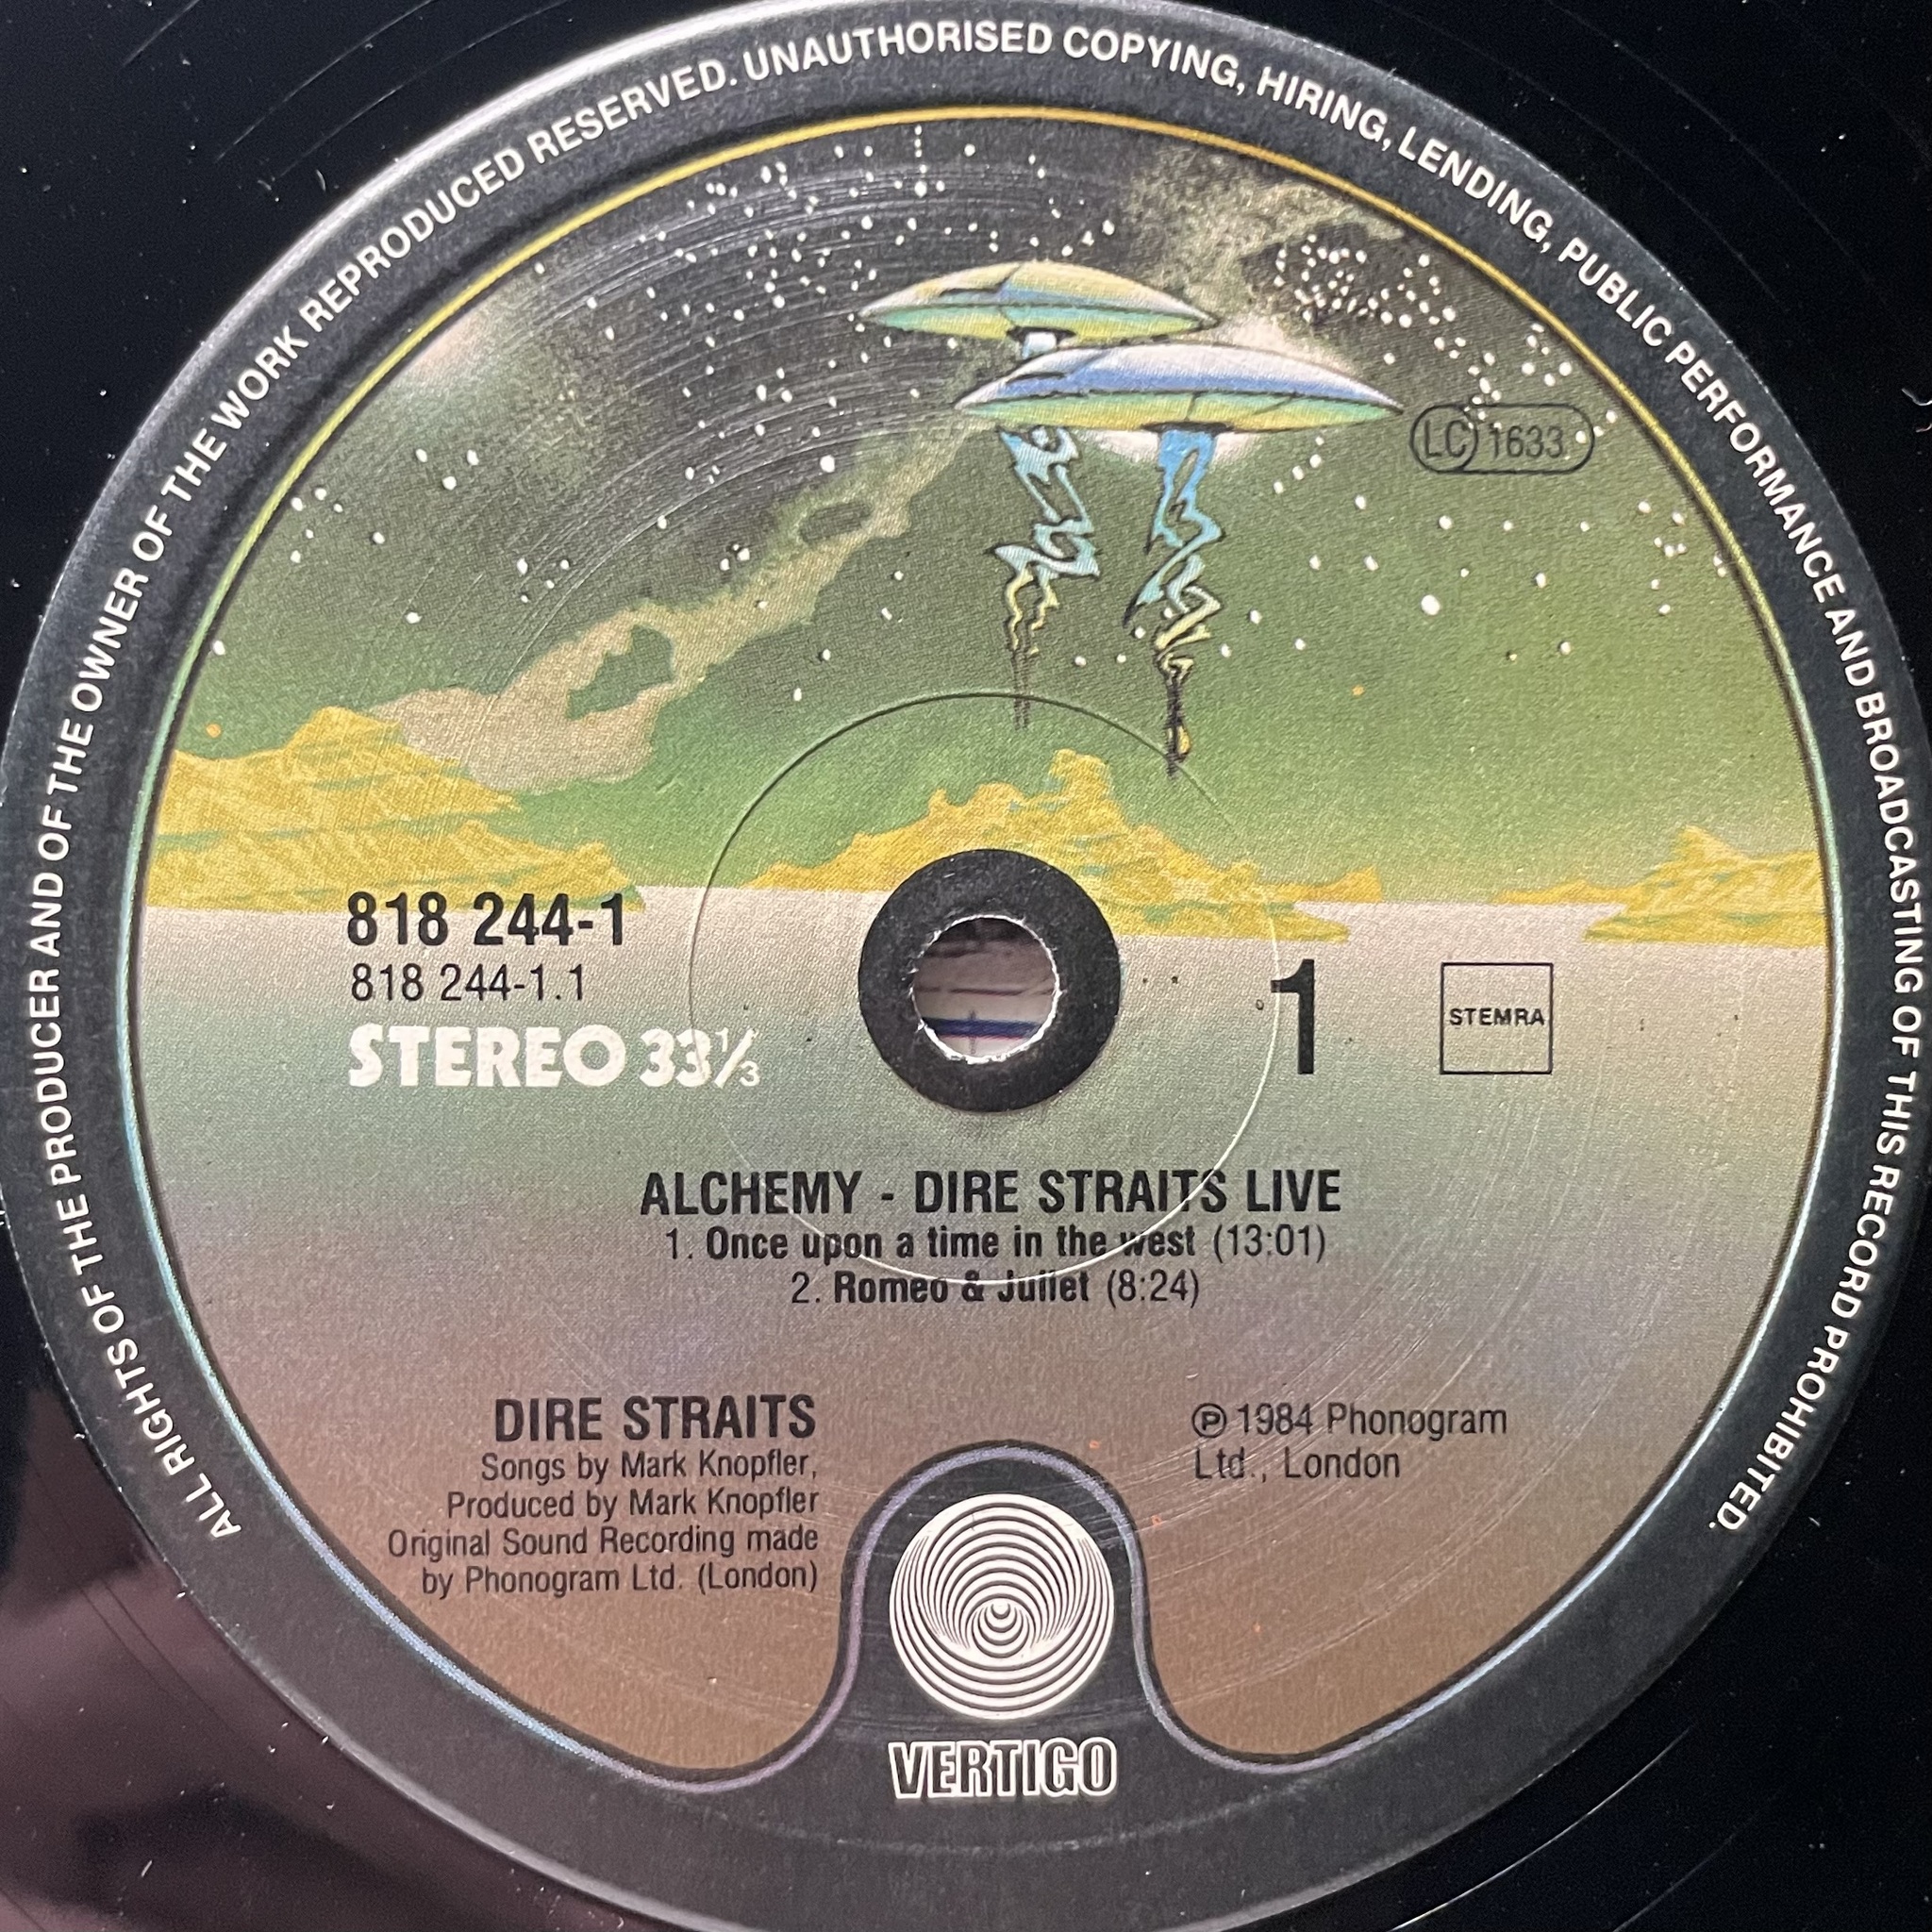 ALL RIGHTS OF THE PRODUCER AND OF THE OWNER OF THE WORK REPRODUCED RESERVED. UNAUTHORISED COPYING, HIRING, LENDING, PUBLIC PERFORMANCE AND BROADCASTING OF THIS RECORD PROHIBITED.
LC 1633
818 244-1
818 244-1.1
STEREO 33⅓
1
STEMRA
ALCHEMY - DIRE STRAITS LIVE
1. Once upon a time in the west (13:01)
2. Romeo & Juliet (8:24)
DIRE STRAITS
Songs by Mark Knopfler,
Produced by Mark Knopfler
Original Sound Recording made
by Phonogram Ltd. (London)
℗ 1984 Phonogram
Ltd., London
VERTIGO